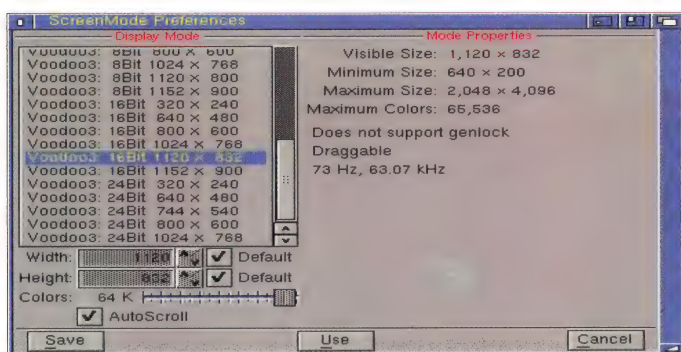 ScreenMode Preferences
Display Mode
Voodoo3: 8Bit 800 × 600
Voodoo3: 8Bit 1024 × 768
Voodoo3: 8Bit 1120 × 800
Voodoo3: 8Bit 1152 × 900
Voodoo3: 16Bit 320 × 240
Voodoo3: 16Bit 640 × 480
Voodoo3: 16Bit 800 × 600
Voodoo3: 16Bit 1024 × 768
Voodoo3: 16Bit 1120 × 832
Voodoo3: 16Bit 1152 × 900
Voodoo3: 24Bit 320 × 240
Voodoo3: 24Bit 640 × 480
Voodoo3: 24Bit 744 × 540
Voodoo3: 24Bit 800 × 600
Voodoo3: 24Bit 1024 × 768
Width: 1120 Default
Height: 832 Default
Colors: 64 K
AutoScroll
Mode Properties
Visible Size: 1,120 × 832
Minimum Size: 640 × 200
Maximum Size: 2,048 × 4,096
Maximum Colors: 65,536
Does not support genlock
Draggable
73 Hz, 63.07 kHz
Save
Use
Cancel